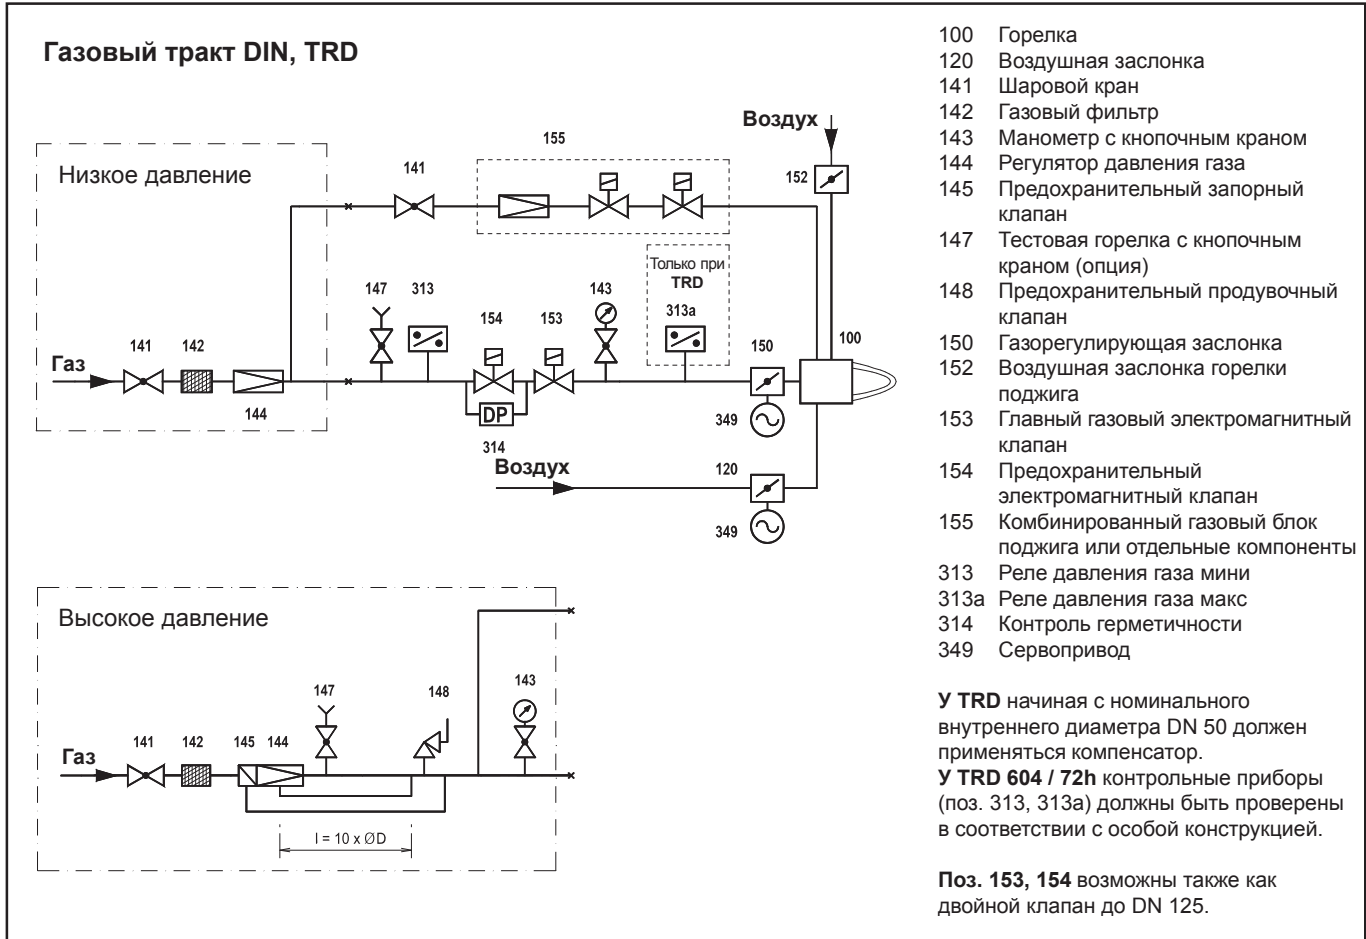 Газовый тракт DIN, TRD
Низкое давление
Газ
141
142
144
141
155
Воздух
152
147
313
154
153
143
Только при
TRD
313a
150
100
349
DP
314
Воздух
120
349
Высокое давление
Газ
141
142
145
144
147
148
143
l = 10 x ØD
100 Горелка
120 Воздушная заслонка
141 Шаровой кран
142 Газовый фильтр
143 Манометр с кнопочным краном
144 Регулятор давления газа
145 Предохранительный запорный
клапан
147 Тестовая горелка с кнопочным
краном (опция)
148 Предохранительный продувочный
клапан
150 Газорегулирующая заслонка
152 Воздушная заслонка горелки
поджига
153 Главный газовый электромагнитный
клапан
154 Предохранительный
электромагнитный клапан
155 Комбинированный газовый блок
поджига или отдельные компоненты
313 Реле давления газа мини
313a Реле давления газа макс
314 Контроль герметичности
349 Сервопривод
У TRD начиная с номинального
внутреннего диаметра DN 50 должен
применяться компенсатор.
У TRD 604 / 72h контрольные приборы
(поз. 313, 313a) должны быть проверены
в соответствии с особой конструкцией.
Поз. 153, 154 возможны также как
двойной клапан до DN 125.